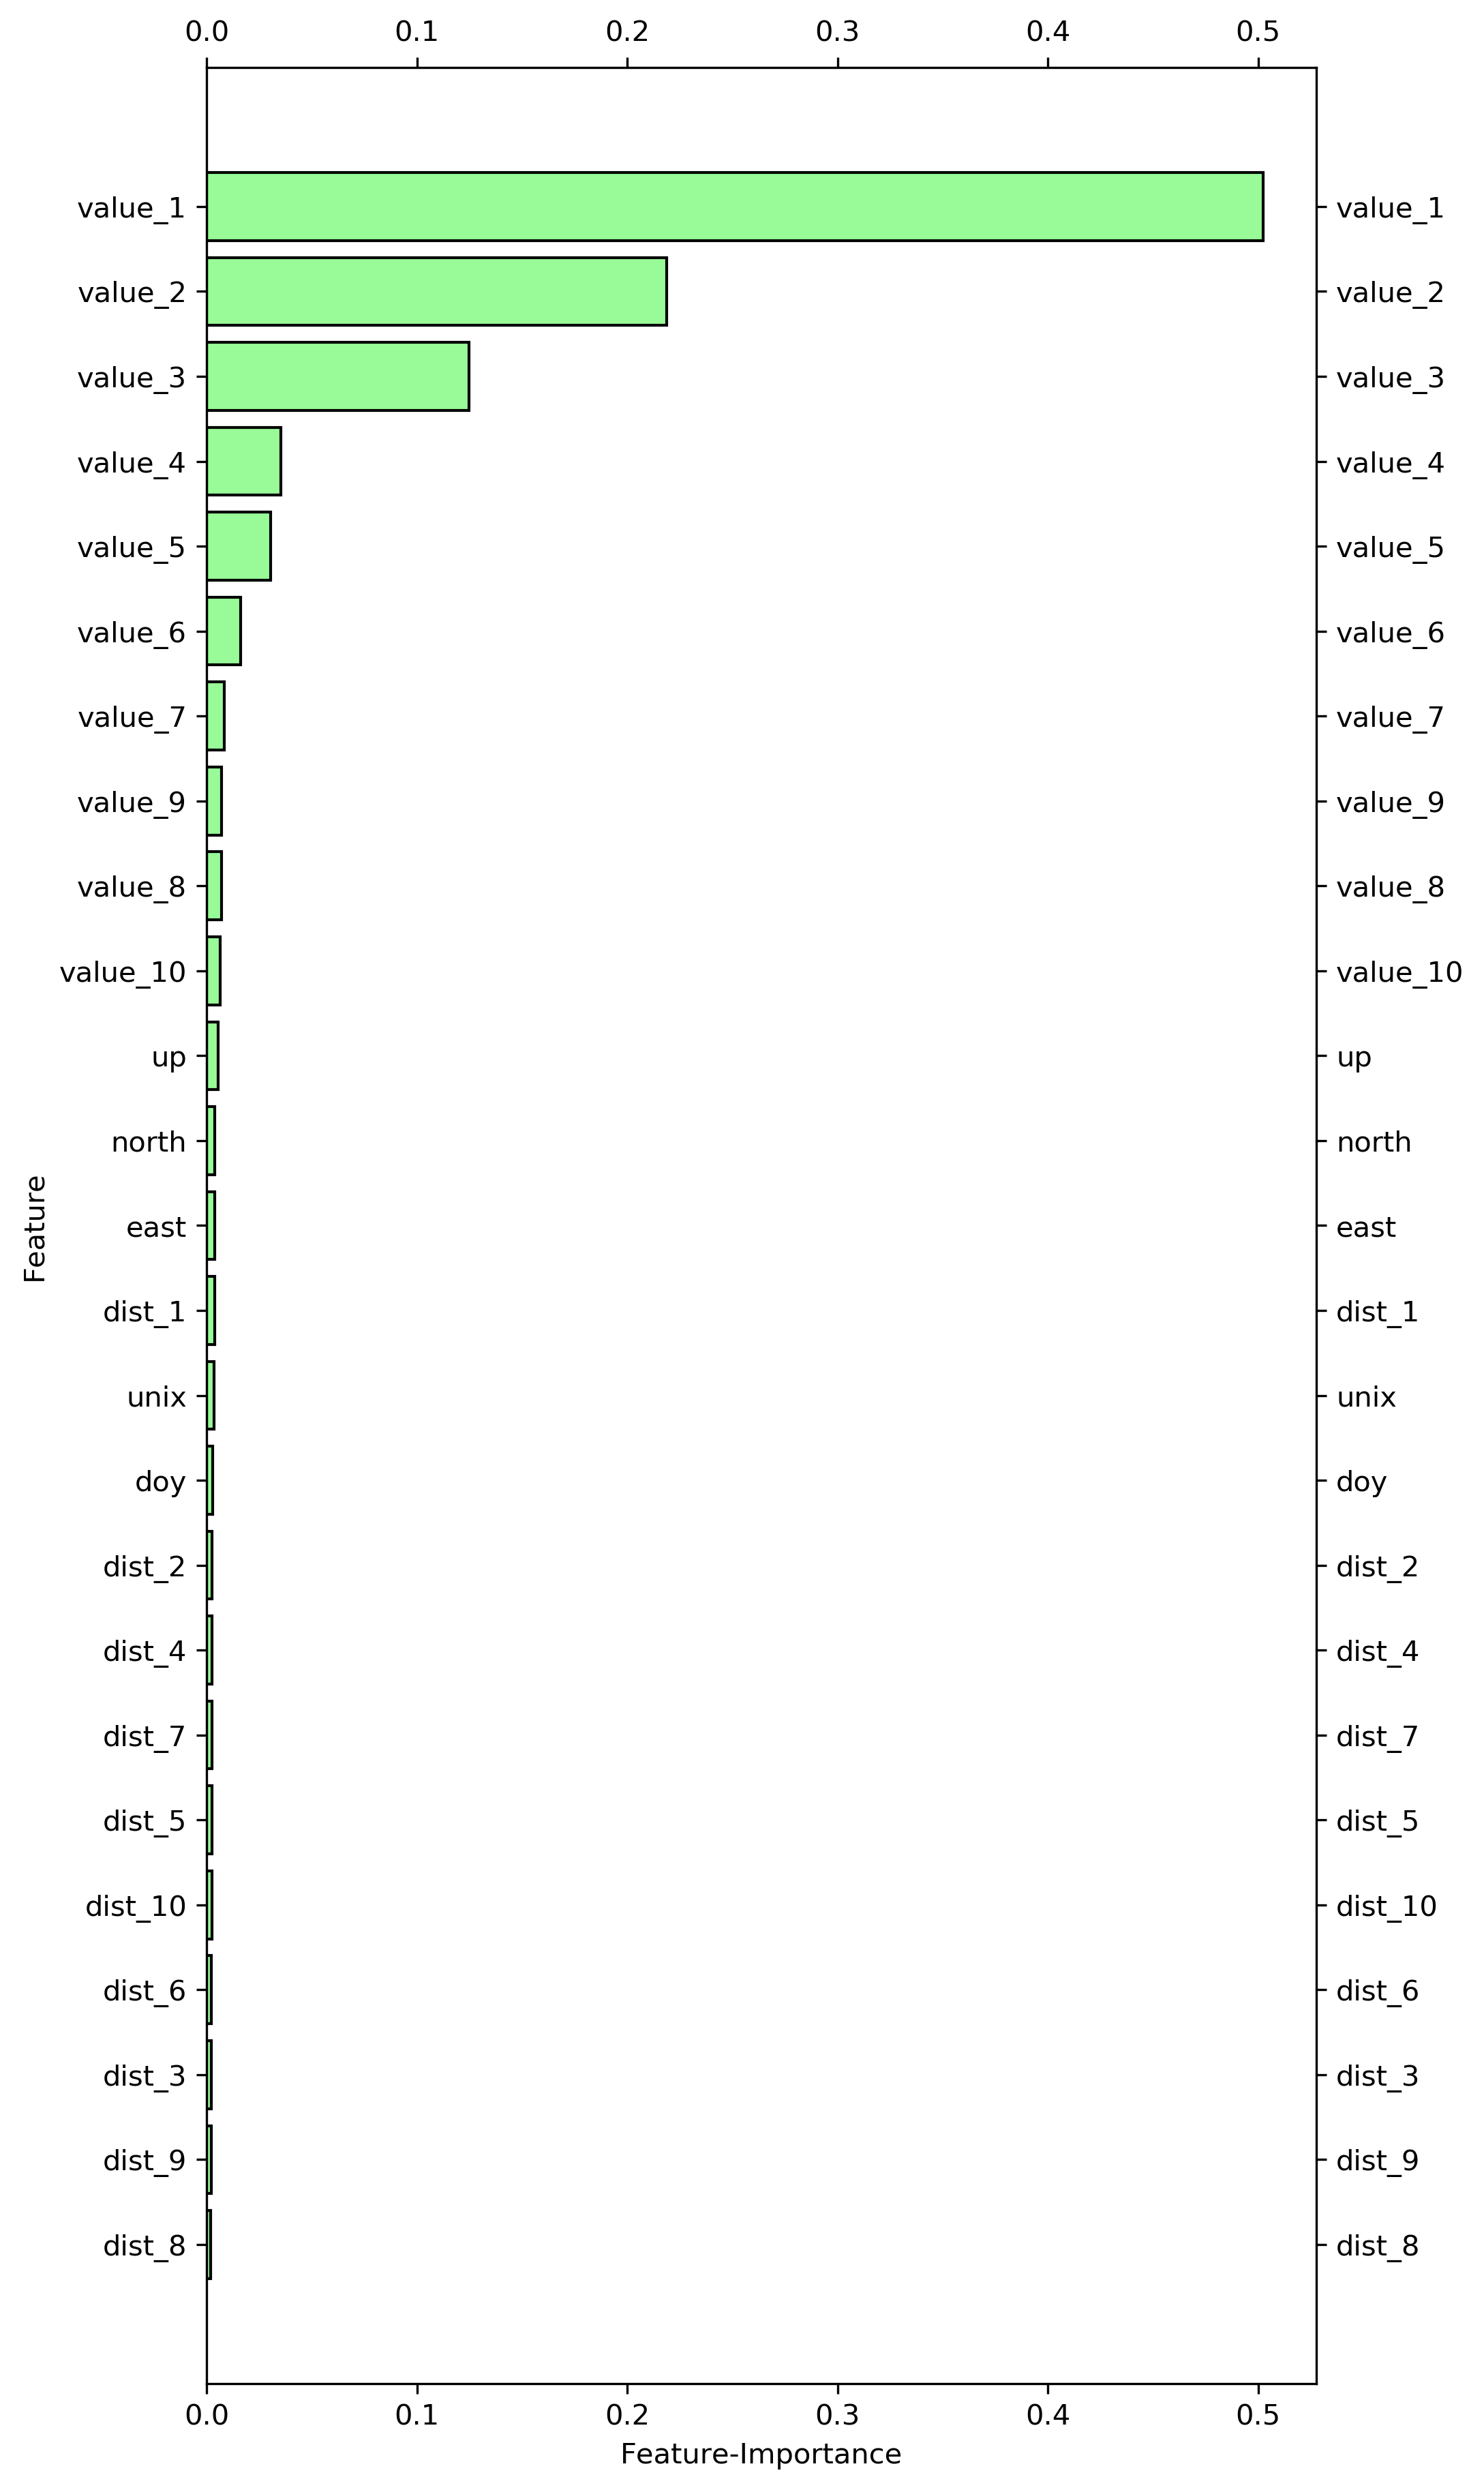 0.0 0.1 0.2 0.3 0.4 0.5
value_1 value_1
value_2 value_2
value_3 value_3
value_4 value_4
value_5 value_5
value_6 value_6
value_7 value_7
value_9 value_9
value_8 value_8
value_10 value_10
up up
north north
east east
Feature
dist_1 dist_1
unix unix
doy doy
dist_2 dist_2
dist_4 dist_4
dist_7 dist_7
dist_5 dist_5
dist_10 dist_10
dist_6 dist_6
dist_3 dist_3
dist_9 dist_9
dist_8 dist_8
0.0 0.1 0.2 0.3 0.4 0.5
Feature-Importance